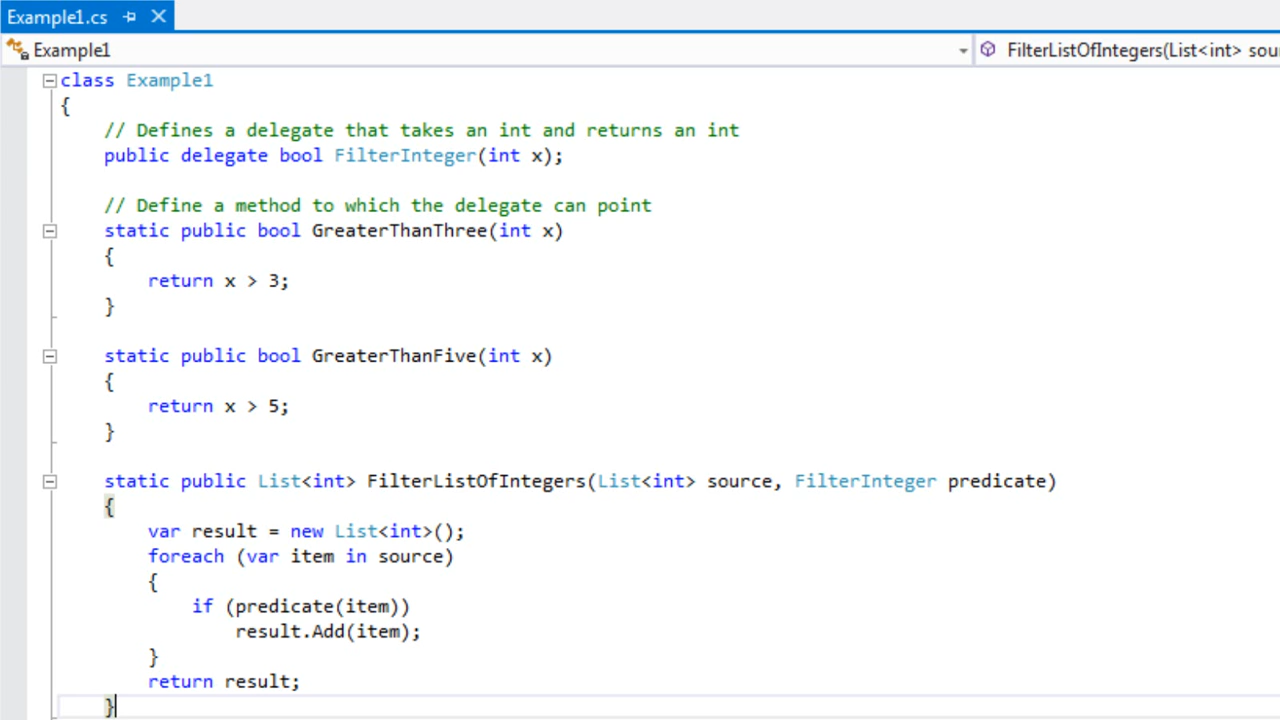 Example1.cs
Example1 FilterListOfIntegers(List<int> sou
class Example1
{
// Defines a delegate that takes an int and returns an int
public delegate bool FilterInteger(int x);
// Define a method to which the delegate can point
static public bool GreaterThanThree(int x)
{
return x > 3;
}
static public bool GreaterThanFive(int x)
{
return x > 5;
}
static public List<int> FilterListOfIntegers(List<int> source, FilterInteger predicate)
{
var result = new List<int>();
foreach (var item in source)
{
if (predicate(item))
result.Add(item);
}
return result;
}